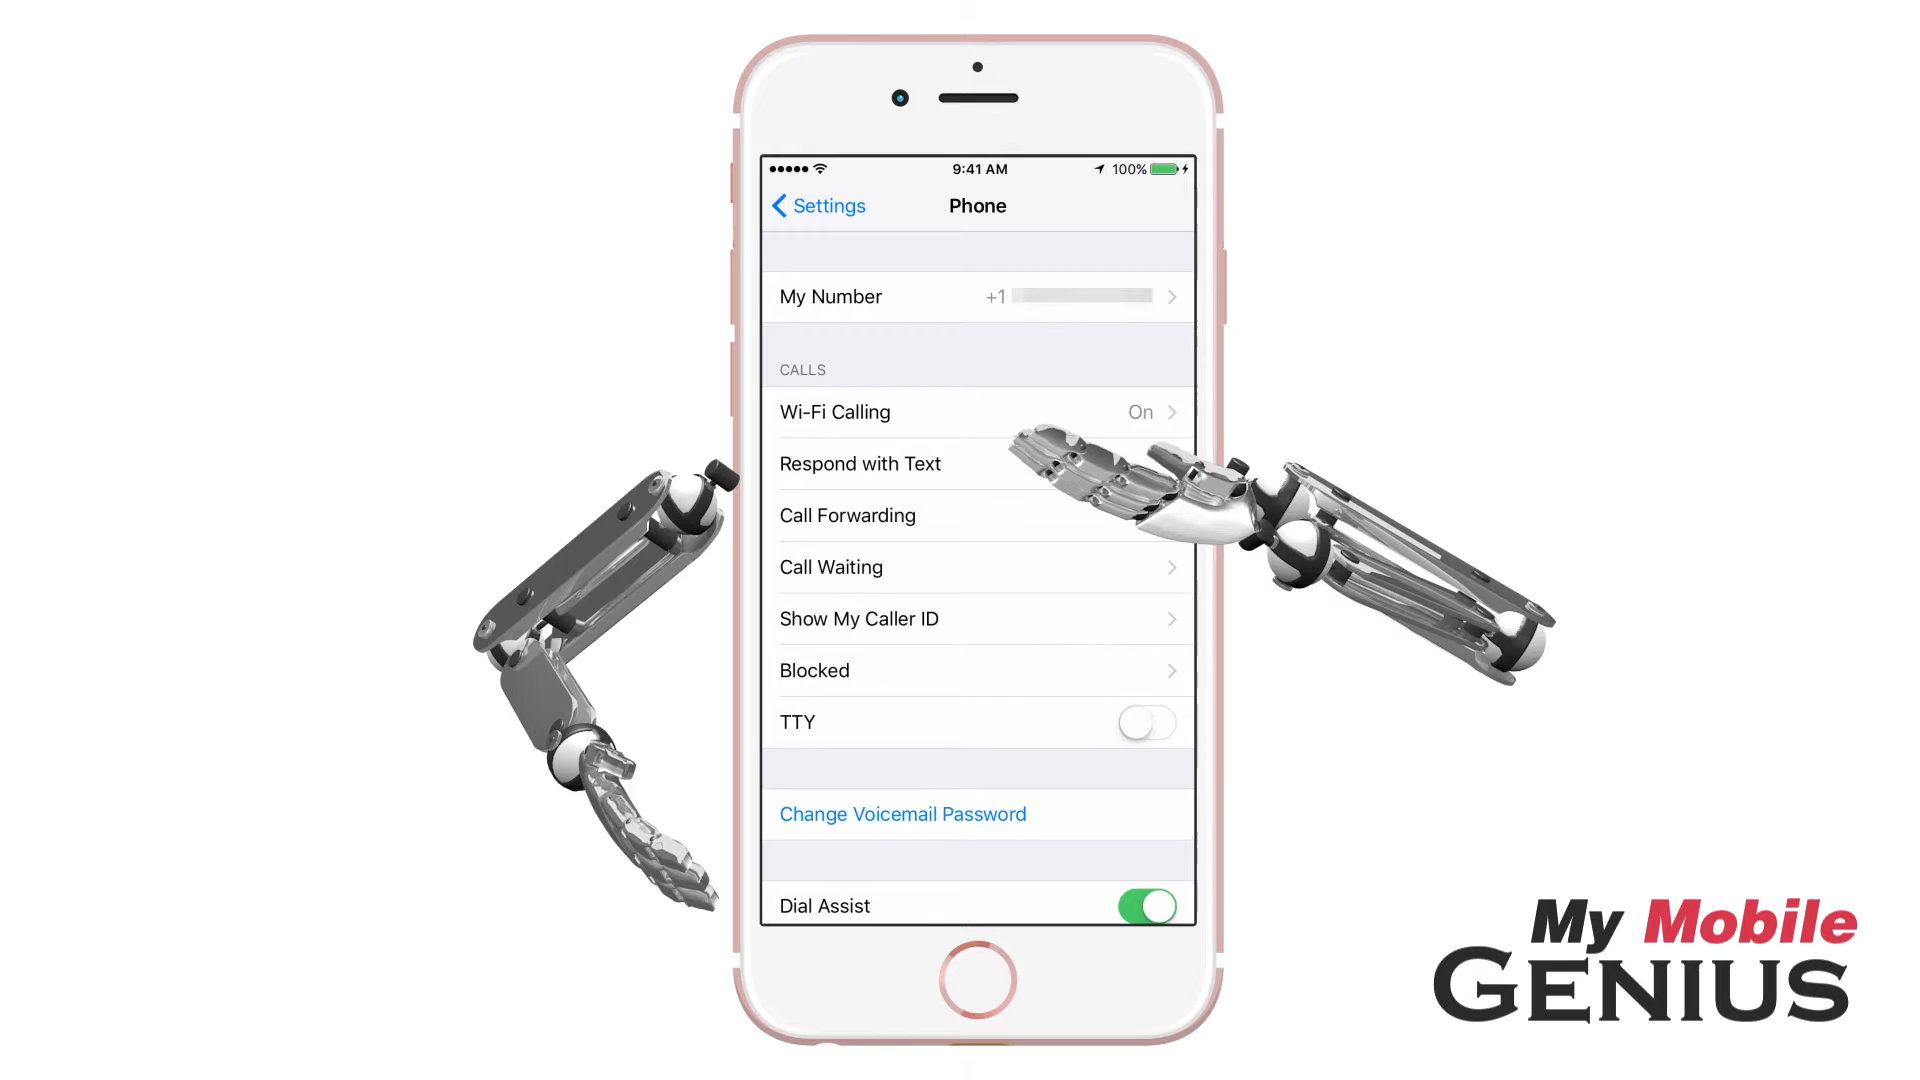 9:41 AM
100%
Settings
Phone
My Number +1
CALLS
Wi-Fi Calling On
Respond with Text
Call Forwarding
Call Waiting
Show My Caller ID
Blocked
TTY
Change Voicemail Password
Dial Assist
My Mobile
GENIUS